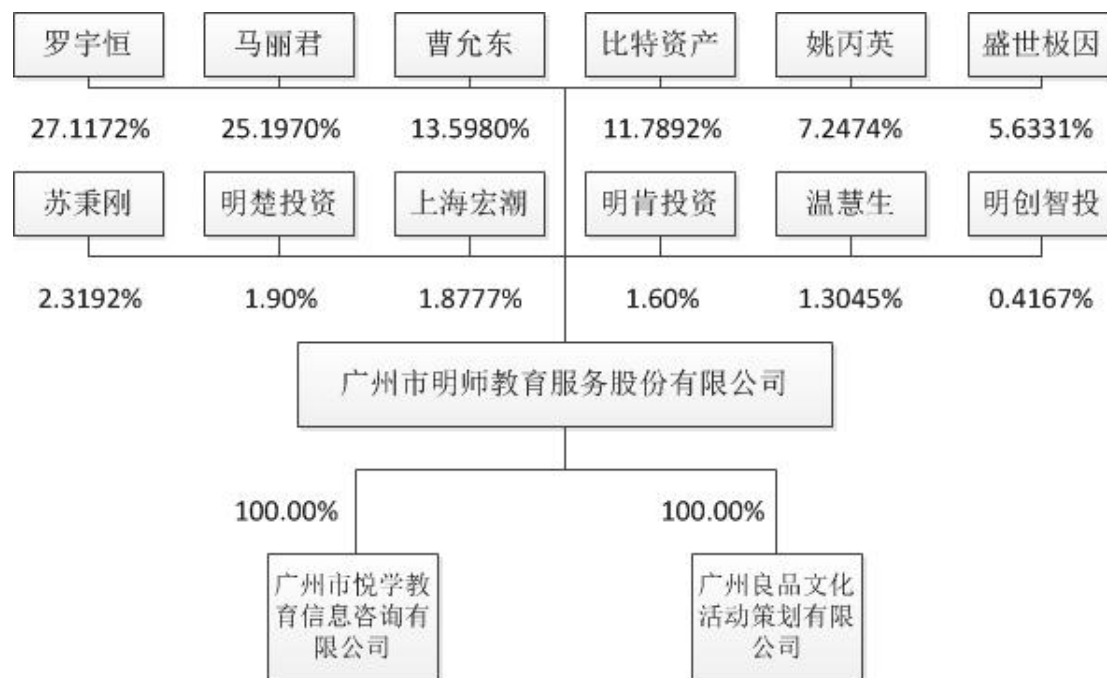 罗宇恒 马丽君 曹允东 比特资产 姚丙英 盛世极因
27.1172% 25.1970% 13.5980% 11.7892% 7.2474% 5.6331%
苏秉刚 明楚投资 上海宏潮 明肯投资 温慧生 明创智投
2.3192% 1.90% 1.8777% 1.60% 1.3045% 0.4167%
广州市明师教育服务股份有限公司
100.00% 100.00%
广州市悦学教
育信息咨询有
限公司
广州良品文化
活动策划有限
公司